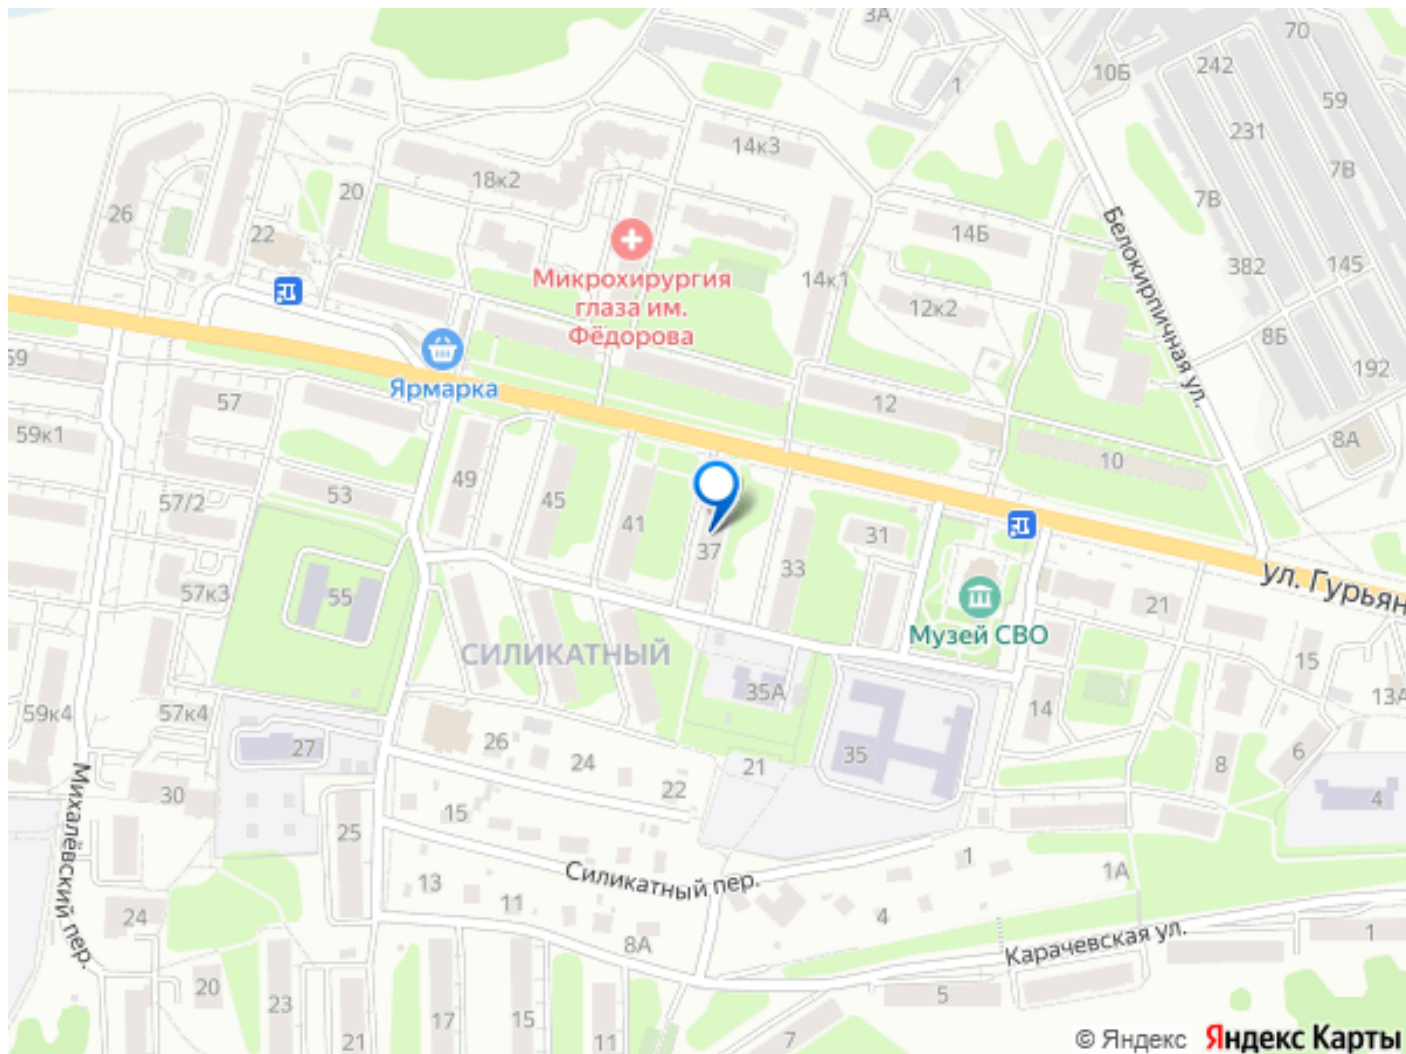 3А
70
242
10Б
1
59
231
14к3
7В
18к2
20
7В
26
22
14Б
382
145
Микрохирургия
глаза им.
Фёдорова
14к1
12к2
Белокирпичная ул.
8Б
59
192
Ярмарка
57
12
59к1
8А
10
49
53
45
57/2
41
31
37
33
ул. Гурьян
57к3
55
21
Музей СВО
СИЛИКАТНЫЙ
15
35А
13А
59к4
57к4
14
26
27
35
24
21
8
6
22
30
4
15
25
Михалёвский пер.
Силикатный пер.
1
1А
13
11
24
4
8А
Карачевская ул.
1
20
5
23
17
15
21
11
7
© Яндекс Яндекс Карты